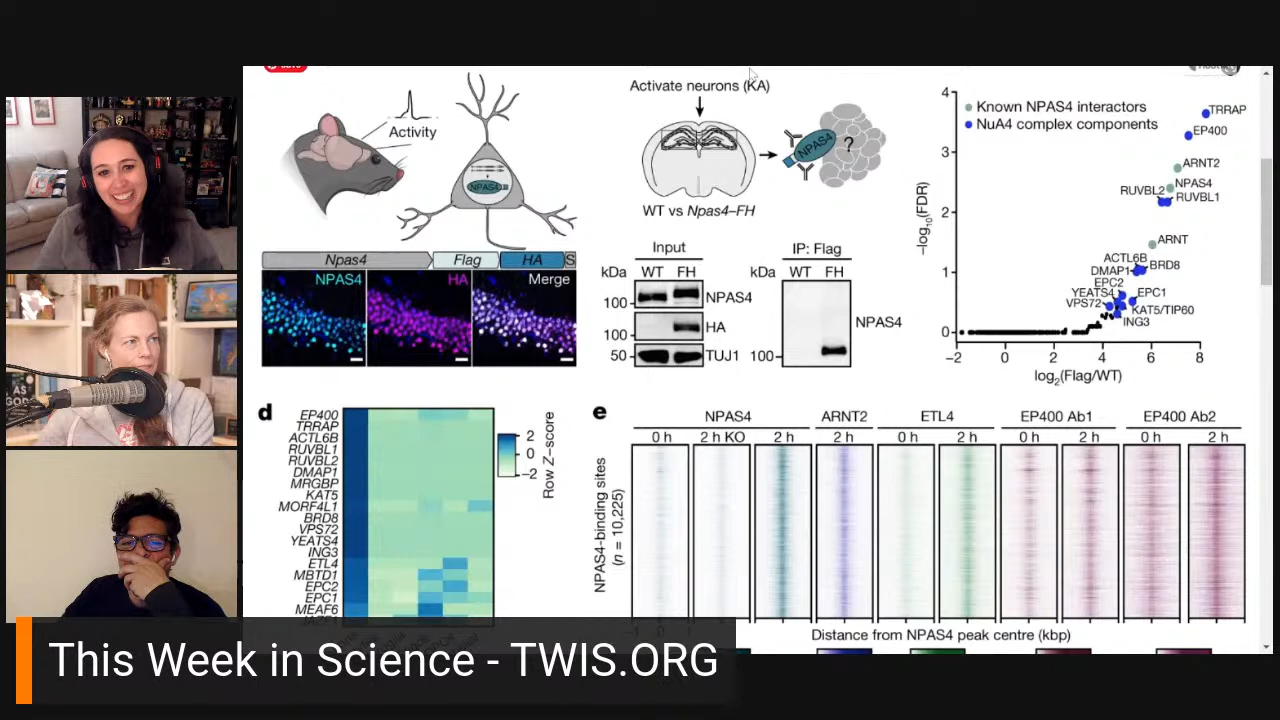 Activity
NPAS4
Activate neurons (KA)
NPAS4
?
WT vs Npas4–FH
Known NPAS4 interactors
NuA4 complex components
TRRAP
EP400
ARNT2
NPAS4
RUVBL2
RUVBL1
ARNT
ACTL6B
DMAP1
BRD8
EPC2
YEATS4
EPC1
VPS72
KAT5/TIP60
ING3
4
3
2
1
0
–log10(FDR)
–2 0 2 4 6 8
log2(Flag/WT)
Npas4 Flag HA S
NPAS4 HA Merge
Input
kDa WT FH
100 NPAS4
100 HA
50 TUJ1
IP: Flag
kDa WT FH
NPAS4
100
d
EP400
TRRAP
ACTL6B
RUVBL1
RUVBL2
DMAP1
MRGBP
KAT5
MORF4L1
BRD8
VPS72
YEATS4
ING3
ETL4
MBTD1
EPC2
EPC1
MEAF6
2
0
–2
Row Z-score
e
NPAS4 ARNT2 ETL4 EP400 Ab1 EP400 Ab2
0 h 2 h KO 2 h 2 h 0 h 2 h 0 h 2 h 0 h 2 h
NPAS4-binding sites
(n = 10,225)
Distance from NPAS4 peak centre (kbp)
This Week in Science - TWIS.ORG